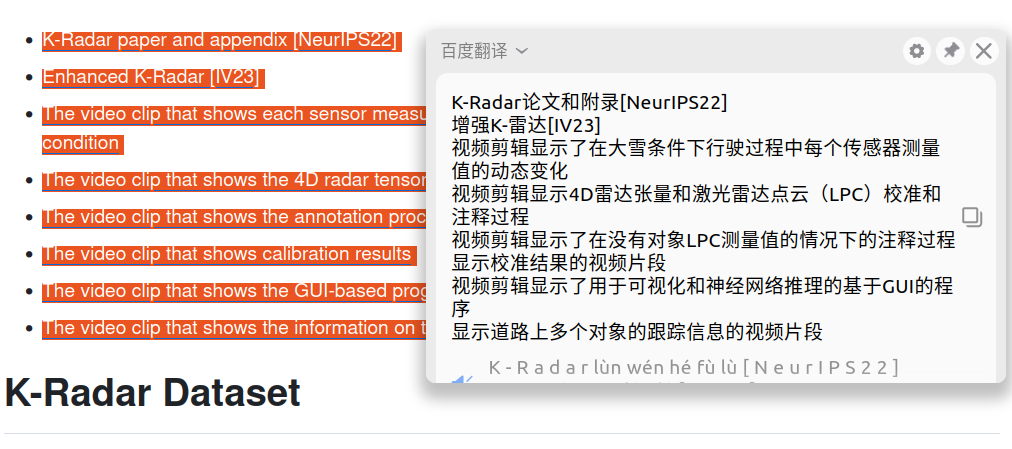 K-Radar paper and appendix [NeurIPS22]
Enhanced K-Radar [IV23]
The video clip that shows each sensor measu
condition
The video clip that shows the 4D radar tensor
The video clip that shows the annotation proc
The video clip that shows calibration results
The video clip that shows the GUI-based prog
The video clip that shows the information on t
K-Radar Dataset
百度翻译
K-Radar论文和附录[NeurIPS22]
增强K-雷达[IV23]
视频剪辑显示了在大雪条件下行驶过程中每个传感器测量
值的动态变化
视频剪辑显示4D雷达张量和激光雷达点云（LPC）校准和
注释过程
视频剪辑显示了在没有对象LPC测量值的情况下的注释过程
显示校准结果的视频片段
视频剪辑显示了用于可视化和神经网络推理的基于GUI的程
序
显示道路上多个对象的跟踪信息的视频片段
K - R a d a r lùn wén hé fù lù [ N e u r I P S 2 2 ]